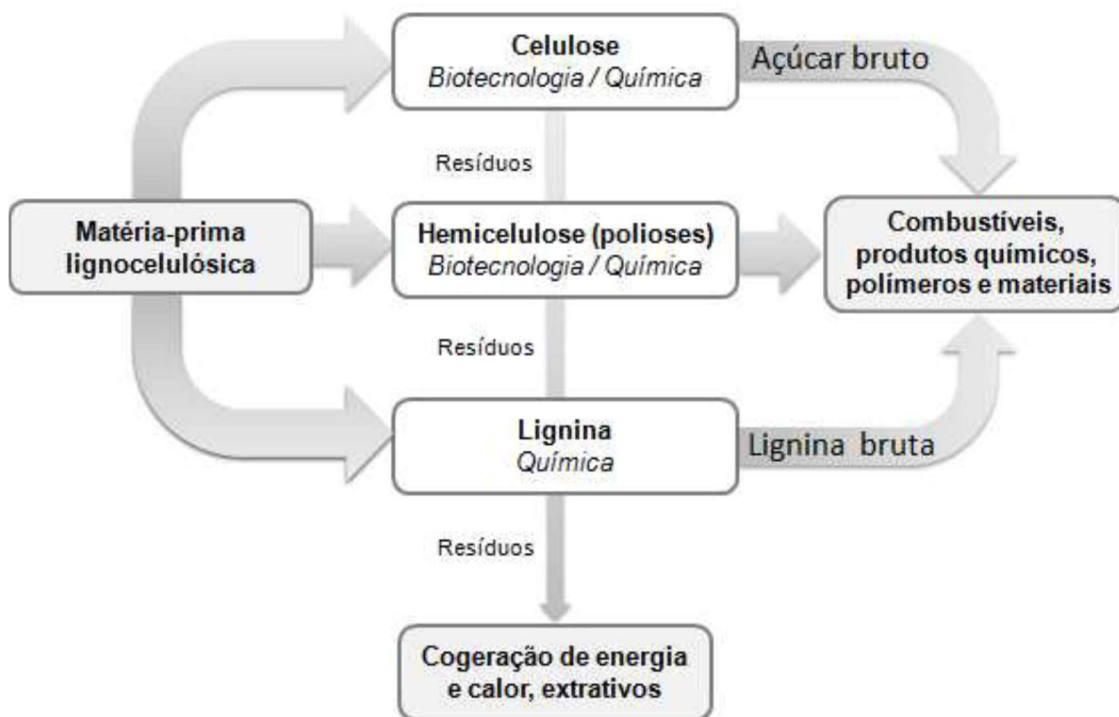 Celulose
Biotecnologia / Química
Açúcar bruto
Resíduos
Matéria-prima
lignocelulósica
Hemicelulose (polioses)
Biotecnologia / Química
Combustíveis,
produtos químicos,
polímeros e materiais
Resíduos
Lignina
Química
Lignina bruta
Resíduos
Cogeração de energia
e calor, extrativos